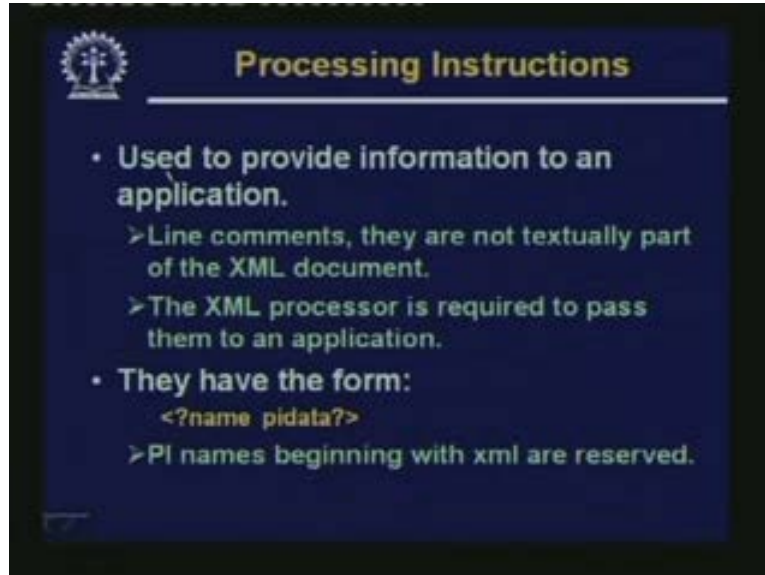 Processing Instructions
• Used to provide information to an
application.
➢Line comments, they are not textually part
of the XML document.
➢The XML processor is required to pass
them to an application.
• They have the form:
<?name pidata?>
➢PI names beginning with xml are reserved.